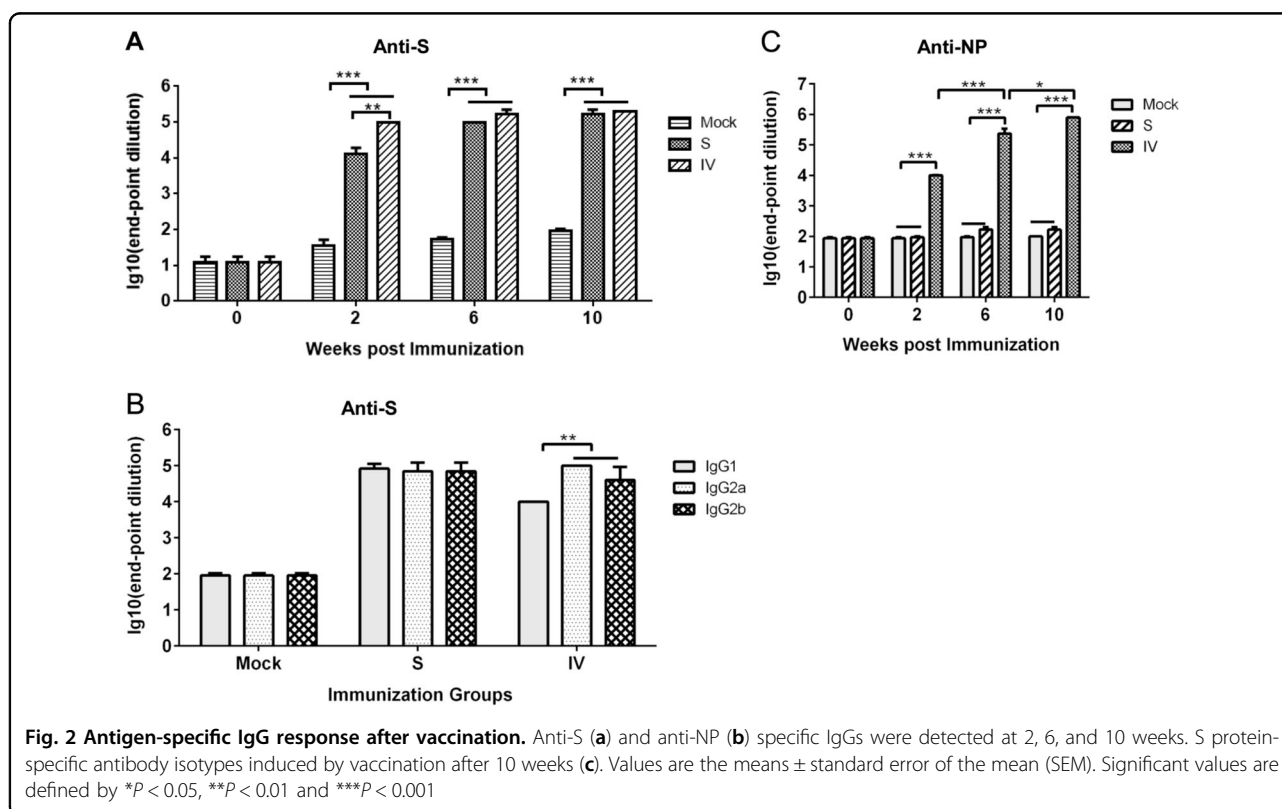 A
Anti-S
lg10(end-point dilution)
6
5
4
3
2
1
0
***
**
***
***
0 2 6 10
Weeks post Immunization
Mock
S
IV
C
Anti-NP
lg10(end-point dilution)
7
6
5
4
3
2
1
0
***
*
***
***
***
0 2 6 10
Weeks post Immunization
Mock
S
IV
B
Anti-S
lg10(end-point dilution)
6
5
4
3
2
1
0
**
Mock S IV
Immunization Groups
IgG1
IgG2a
IgG2b
Fig. 2 Antigen-specific IgG response after vaccination. Anti-S (a) and anti-NP (b) specific IgGs were detected at 2, 6, and 10 weeks. S protein-
specific antibody isotypes induced by vaccination after 10 weeks (c). Values are the means ± standard error of the mean (SEM). Significant values are
defined by *P < 0.05, **P < 0.01 and ***P < 0.001